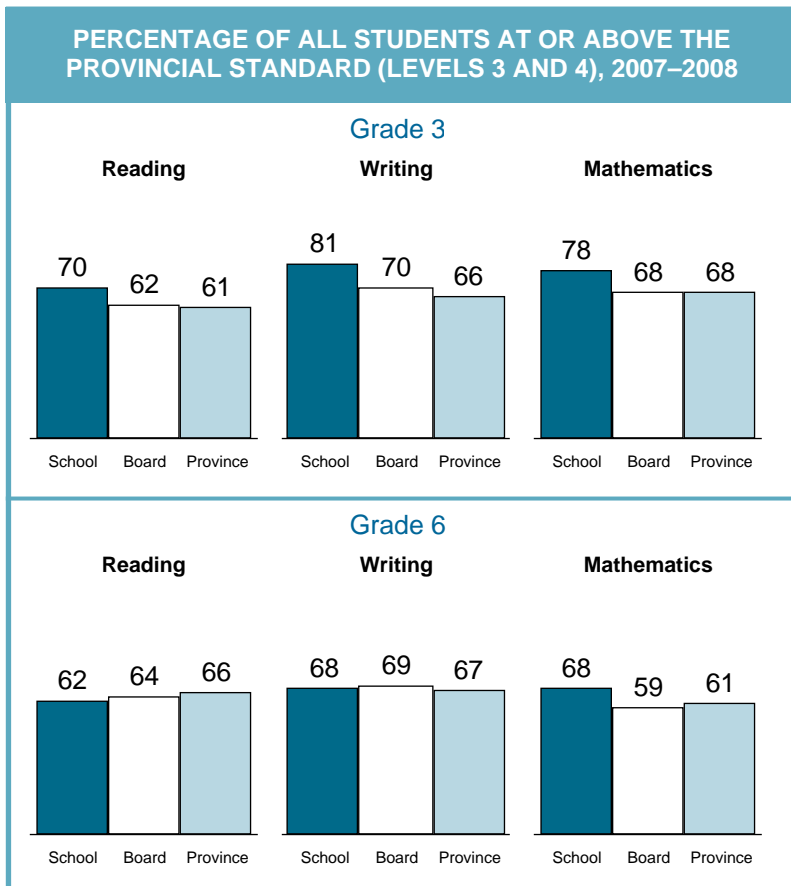 PERCENTAGE OF ALL STUDENTS AT OR ABOVE THE
PROVINCIAL STANDARD (LEVELS 3 AND 4), 2007–2008
Grade 3
Reading Writing Mathematics
70 62 61 81 70 66 78 68 68
School Board Province School Board Province School Board Province
Grade 6
Reading Writing Mathematics
62 64 66 68 69 67 68 59 61
School Board Province School Board Province School Board Province